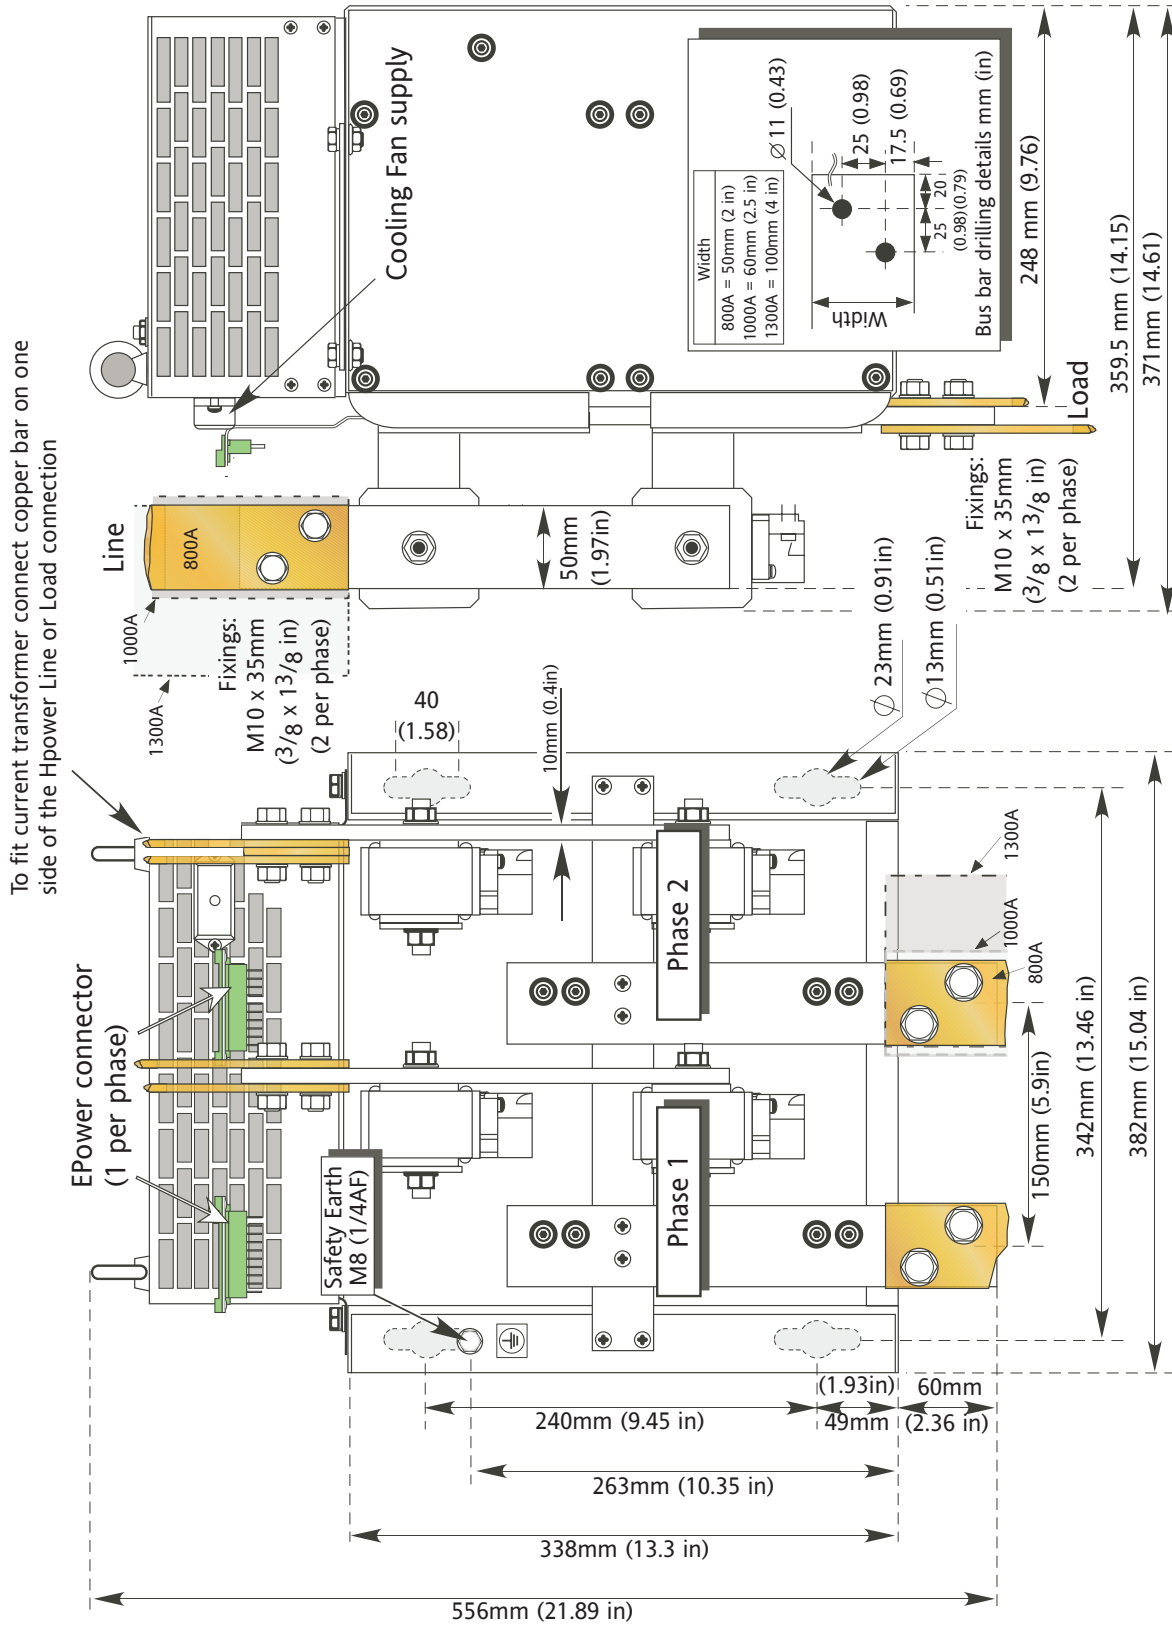 To fit current transformer connect copper bar on one
side of the Hpower Line or Load connection
Cooling Fan supply
Width
800A = 50mm (2 in)
1000A = 60mm (2.5 in
1300A = 100mm (4 in)
Ø 11 (0.43)
25 (0.98)
17.5 (0.69)
20
(0.79)
25
(0.98)
Width
Bus bar drilling details mm (in)
248 mm (9.76)
359.5 mm (14.15)
371mm (14.61)
Load
Fixings:
M10 x 35mm
(3/8 x 13/8 in)
(2 per phase)
Line
800A
1000A
1300A
Fixings:
M10 x 35mm
(3/8 x 13/8 in)
(2 per phase)
50mm
(1.97in)
Ø 23mm (0.91in)
Ø13mm (0.51in)
40
(1.58)
10mm (0.4in)
EPower connector
(1 per phase)
Safety Earth
M8 (1/4AF)
Phase 2
Phase 1
1300A
1000A
800A
150mm (5.9in)
342mm (13.46 in)
382mm (15.04 in)
(1.93in)
49mm
60mm
(2.36 in)
240mm (9.45 in)
263mm (10.35 in)
338mm (13.3 in)
556mm (21.89 in)